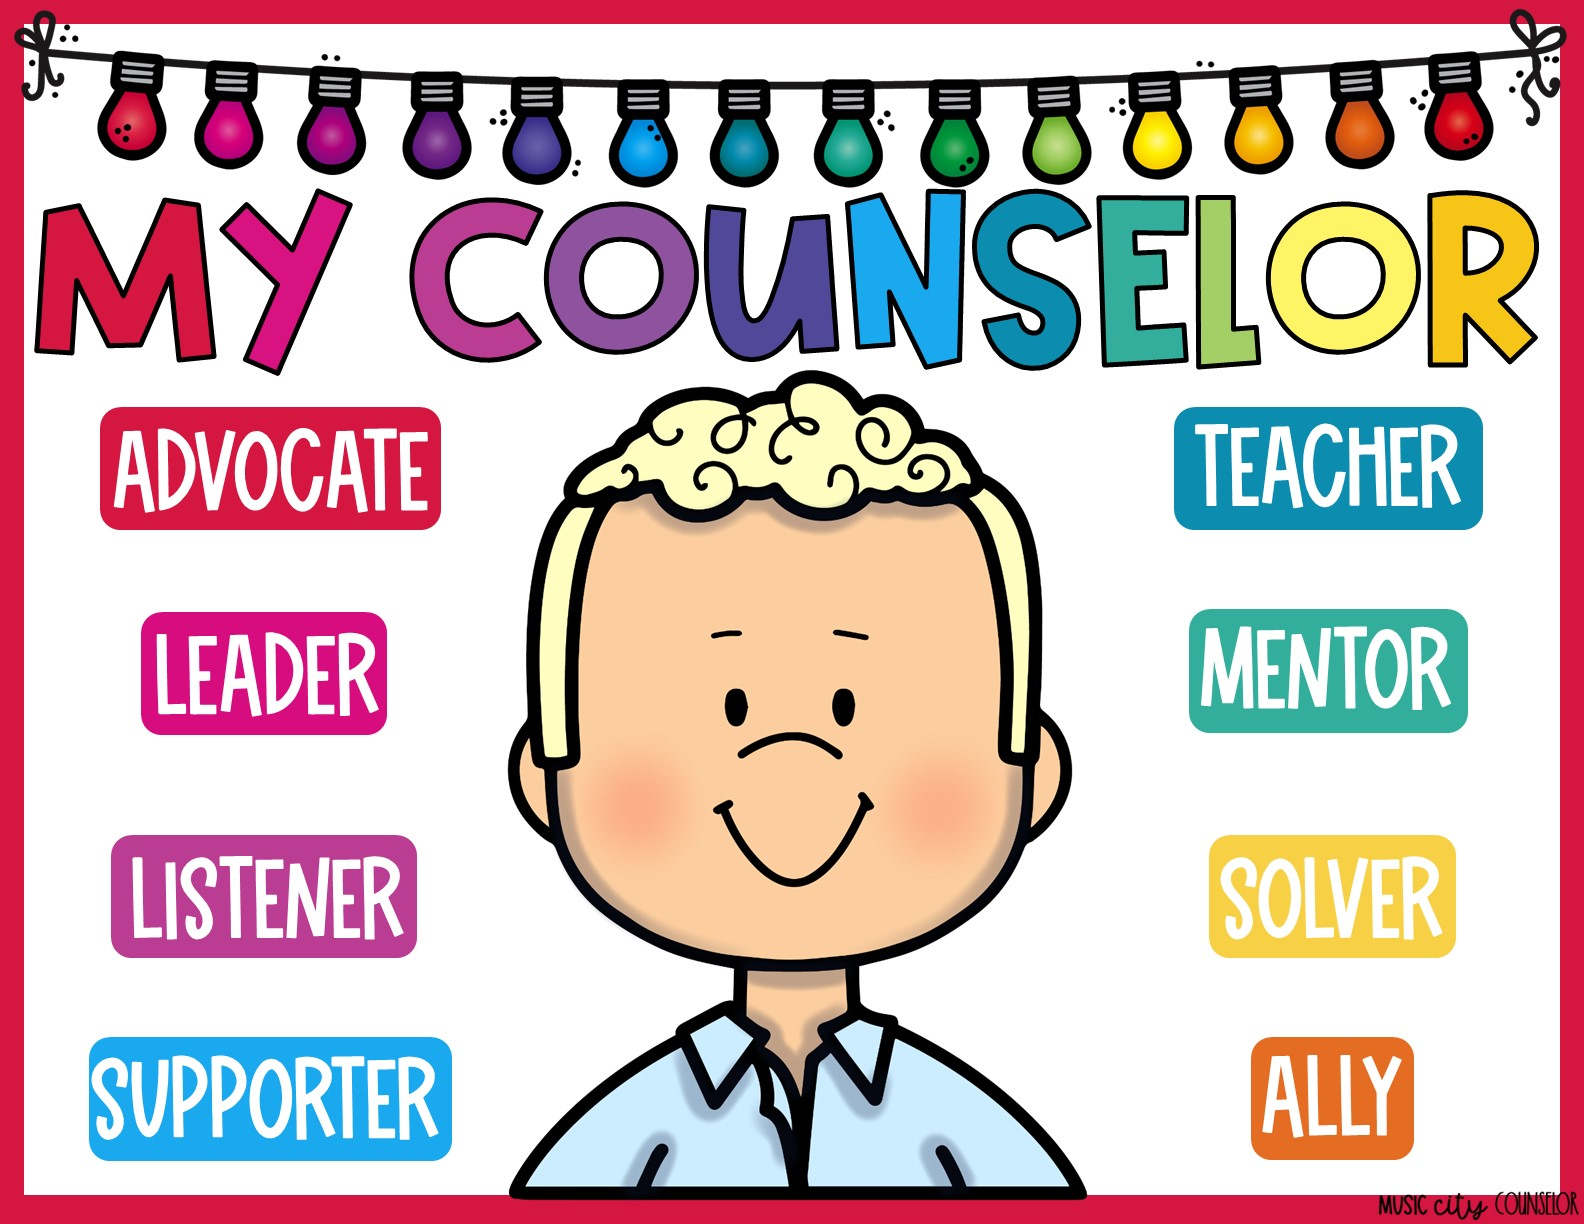 MY COUNSELOR
ADVOCATE
TEACHER
LEADER
MENTOR
LISTENER
SOLVER
SUPPORTER
ALLY
MUSIC city COUNSELOR